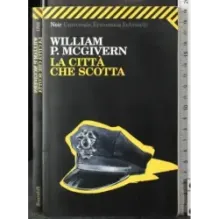 Noir Universale Economica Feltrinelli
WILLIAM
P. MCGIVERN
LA CITTÀ
CHE SCOTTA